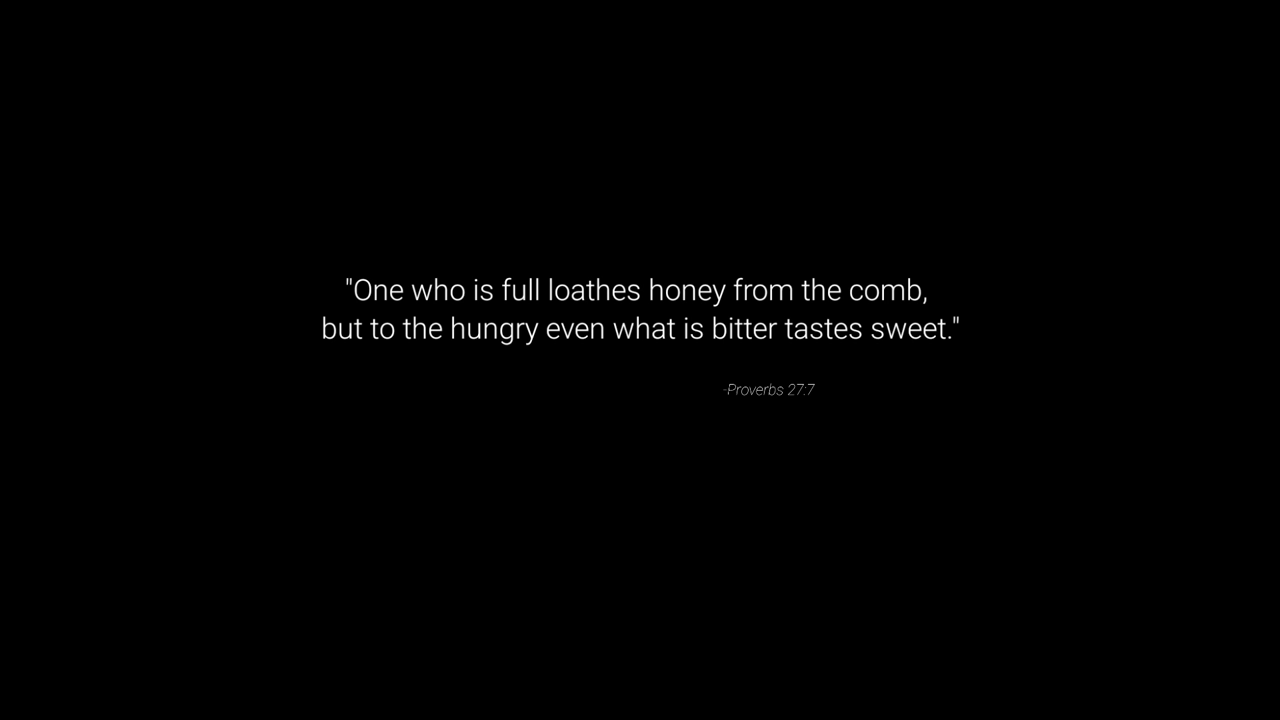 "One who is full loathes honey from the comb,
but to the hungry even what is bitter tastes sweet."
-Proverbs 27:7